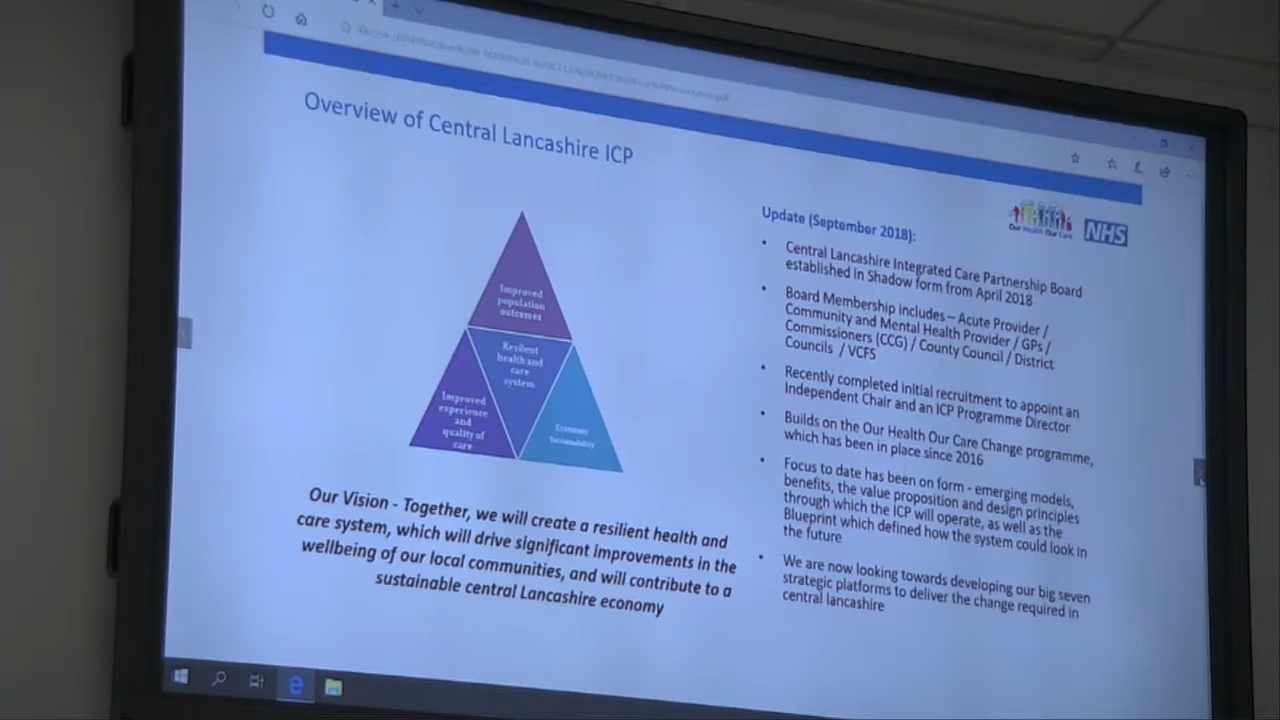 Overview of Central Lancashire ICP
Improved
population
outcomes
Resilient
health and
care
system
Improved
experience
and
quality of
care
Economic
Sustainability
Our Vision - Together, we will create a resilient health and
care system, which will drive significant improvements in the
wellbeing of our local communities, and will contribute to a
sustainable central Lancashire economy
Our Health Our Care
NHS
Update (September 2018):
• Central Lancashire Integrated Care Partnership Board
established in Shadow form from April 2018
• Board Membership includes – Acute Provider /
Community and Mental Health Provider / GPs /
Commissioners (CCG) / County Council / District
Councils / VCFS
• Recently completed initial recruitment to appoint an
Independent Chair and an ICP Programme Director
• Builds on the Our Health Our Care Change programme,
which has been in place since 2016
• Focus to date has been on form - emerging models,
benefits, the value proposition and design principles
through which the ICP will operate, as well as the
Blueprint which defined how the system could look in
the future
• We are now looking towards developing our big seven
strategic platforms to deliver the change required in
central lancashire